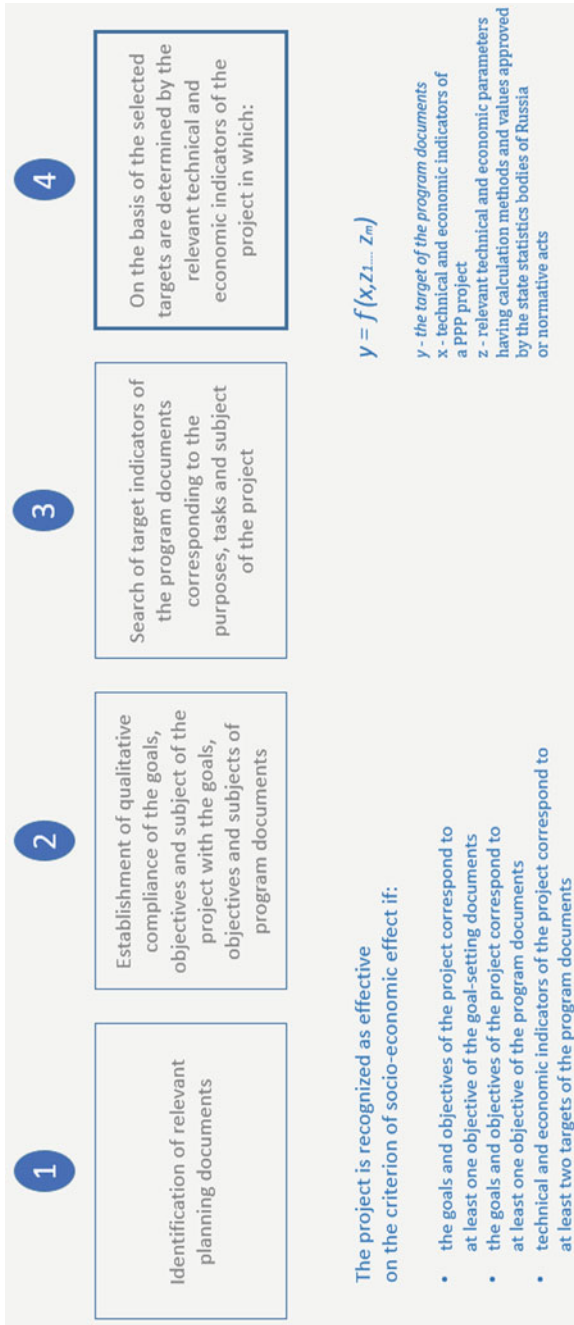 1
Identification of relevant
planning documents
2
Establishment of qualitative
compliance of the goals,
objectives and subject of the
project with the goals,
objectives and subjects of
program documents
3
Search of target indicators of
the program documents
corresponding to the
purposes, tasks and subject
of the project
4
On the basis of the selected
targets are determined by the
relevant technical and
economic indicators of the
project in which:
The project is recognized as effective
on the criterion of socio-economic effect if:
• the goals and objectives of the project correspond to
at least one objective of the goal-setting documents
• the goals and objectives of the project correspond to
at least one objective of the program documents
• technical and economic indicators of the project correspond to
at least two targets of the program documents
y = f (x,z₁.... zₘ)
y - the target of the program documents
x - technical and economic indicators of
a PPP project
z - relevant technical and economic parameters
having calculation methods and values approved
by the state statistics bodies of Russia
or normative acts